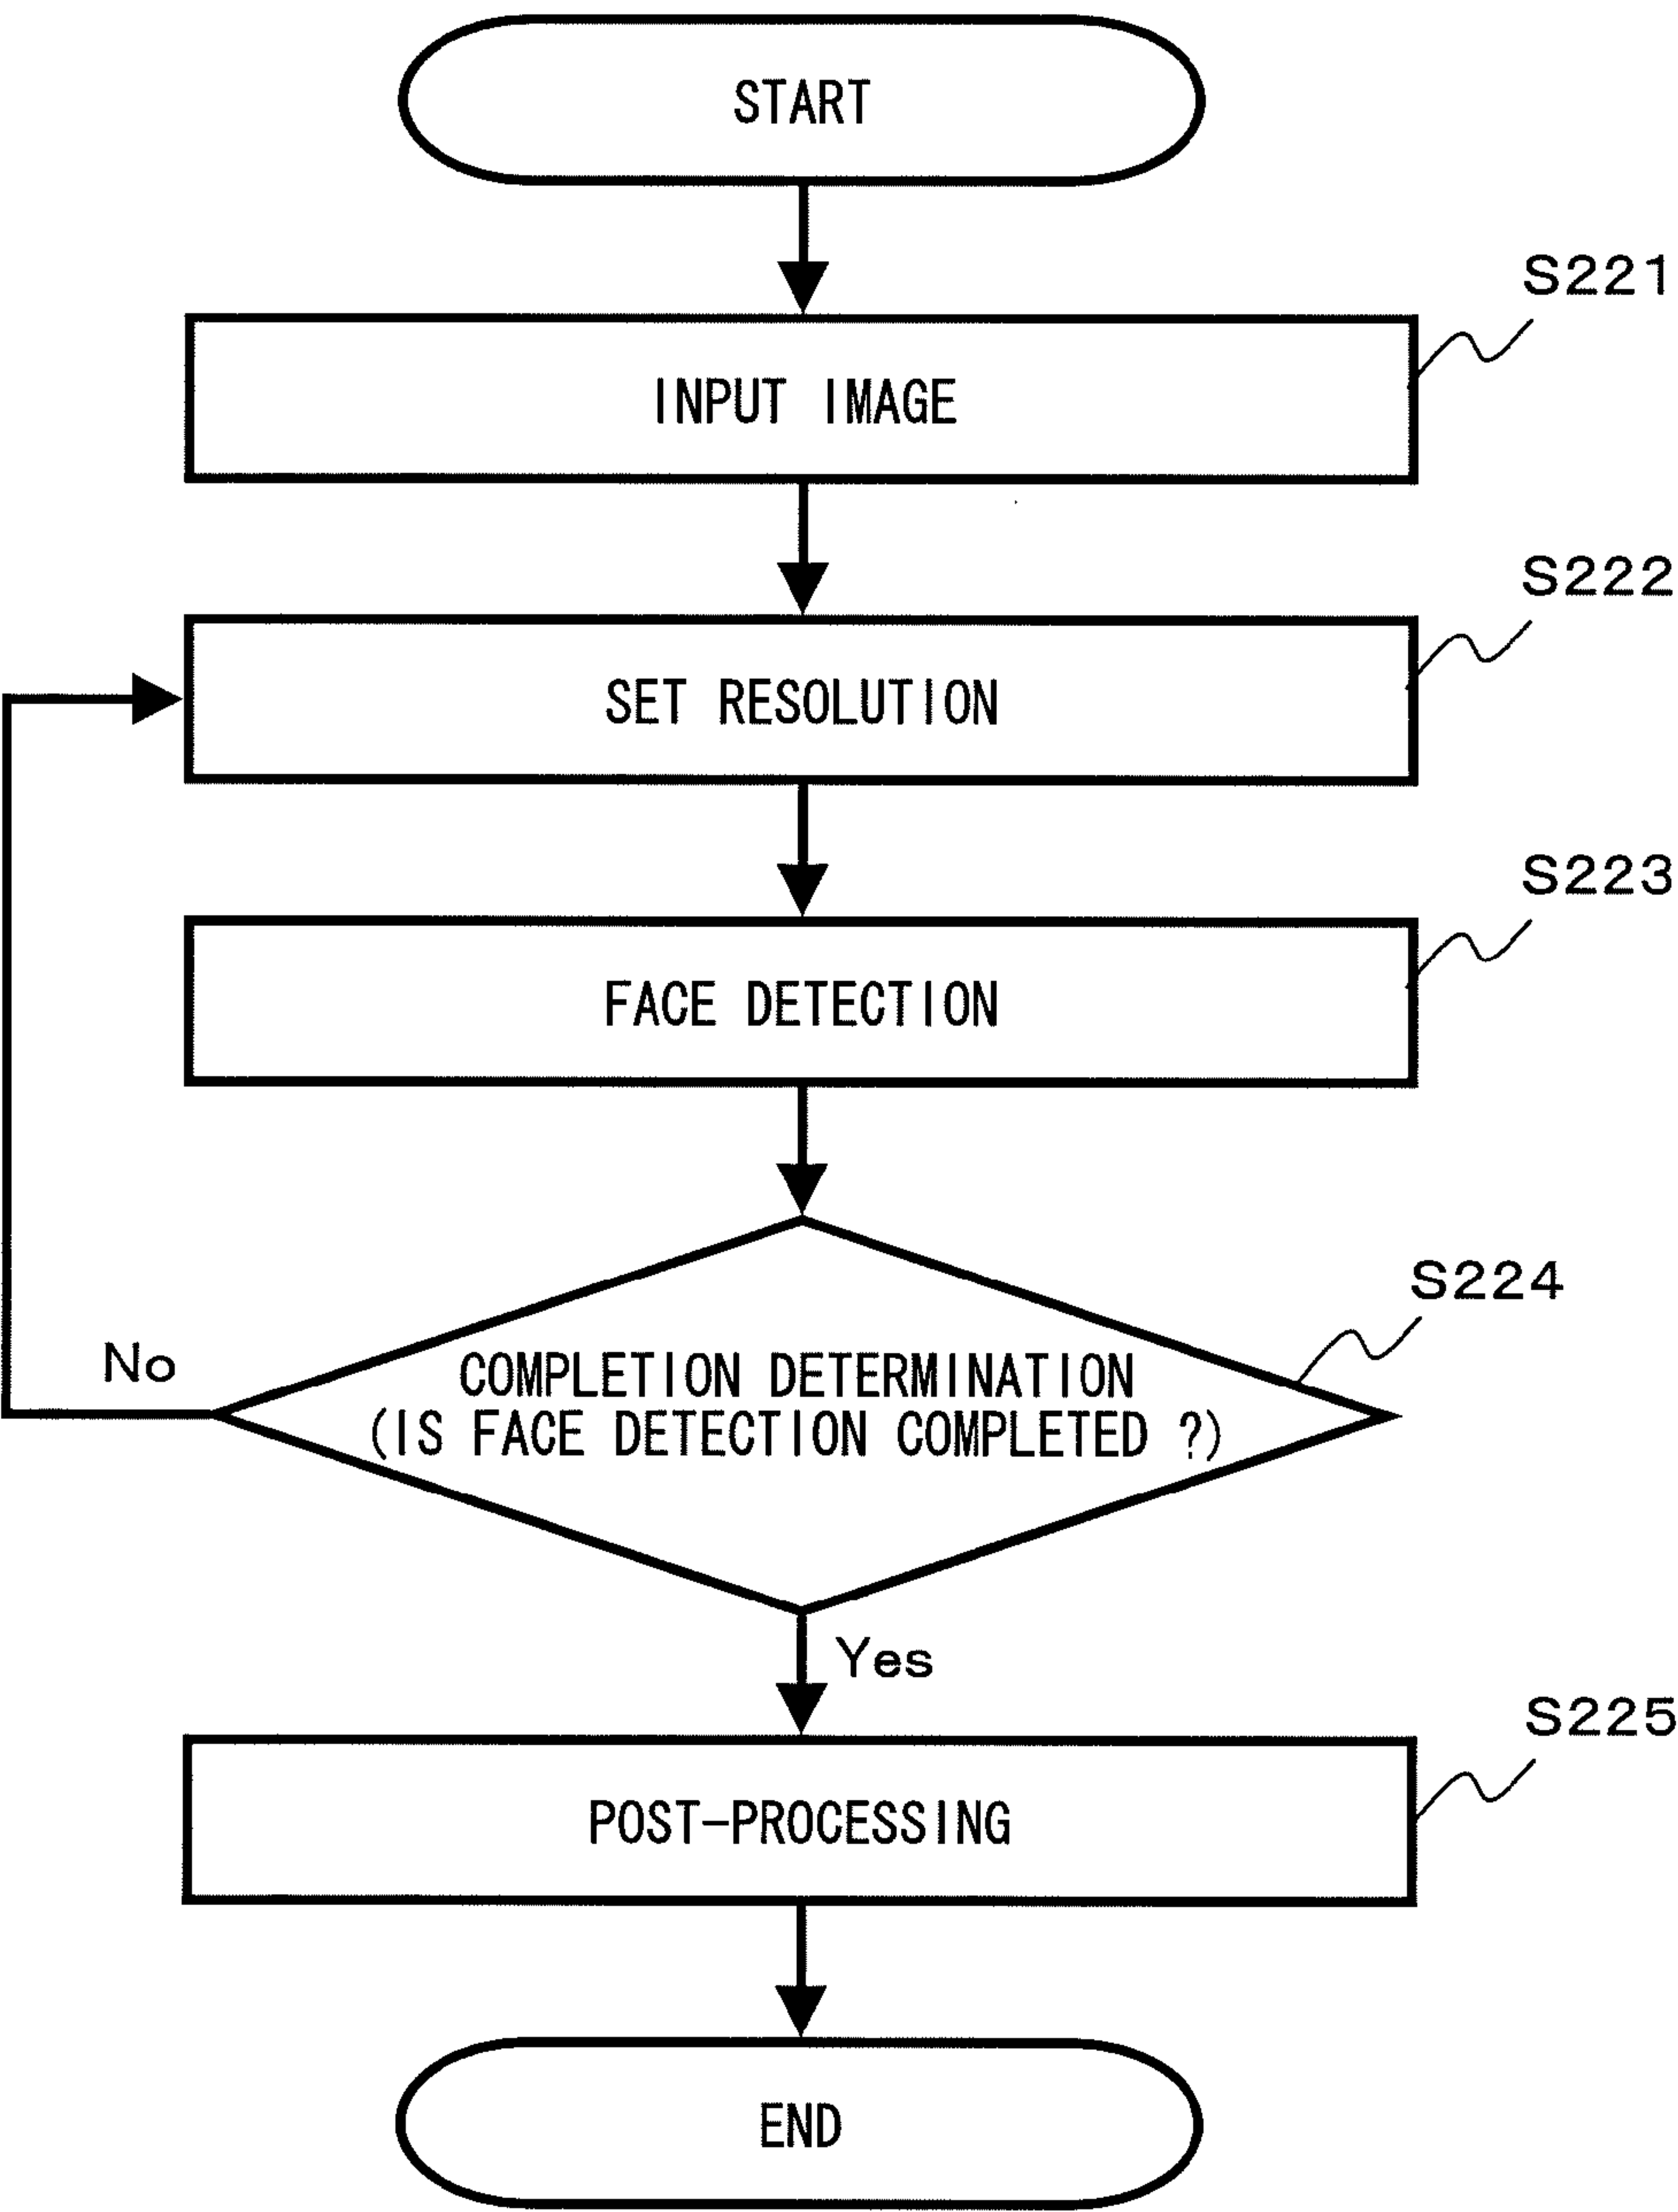 START
S221
INPUT IMAGE
S222
SET RESOLUTION
S223
FACE DETECTION
S224
No
COMPLETION DETERMINATION
(IS FACE DETECTION COMPLETED ?)
Yes
S225
POST-PROCESSING
END